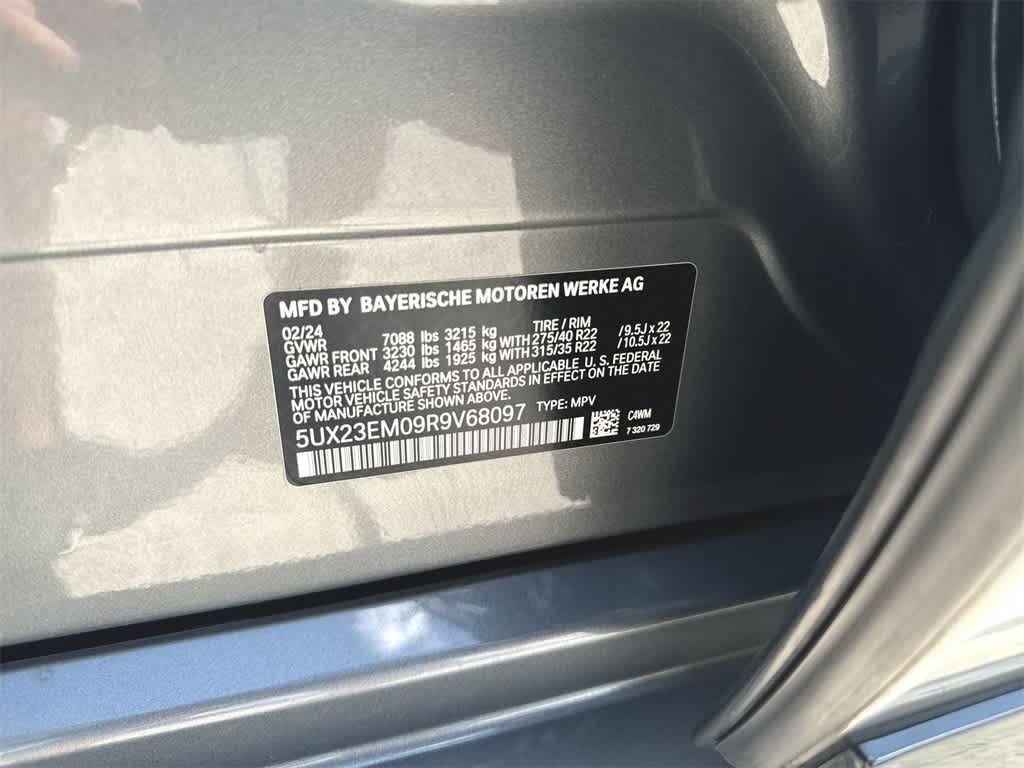 MFD BY BAYERISCHE MOTOREN WERKE AG
02/24 TIRE / RIM
GVWR 7088 lbs 3215 kg
GAWR FRONT 3230 lbs 1465 kg WITH 275/40 R22 / 9.5J x 22
GAWR REAR 4244 lbs 1925 kg WITH 315/35 R22 / 10.5J x 22
THIS VEHICLE CONFORMS TO ALL APPLICABLE U. S. FEDERAL
MOTOR VEHICLE SAFETY STANDARDS IN EFFECT ON THE DATE
OF MANUFACTURE SHOWN ABOVE.
5UX23EM09R9V68097 TYPE: MPV
C4WM
7 320 729